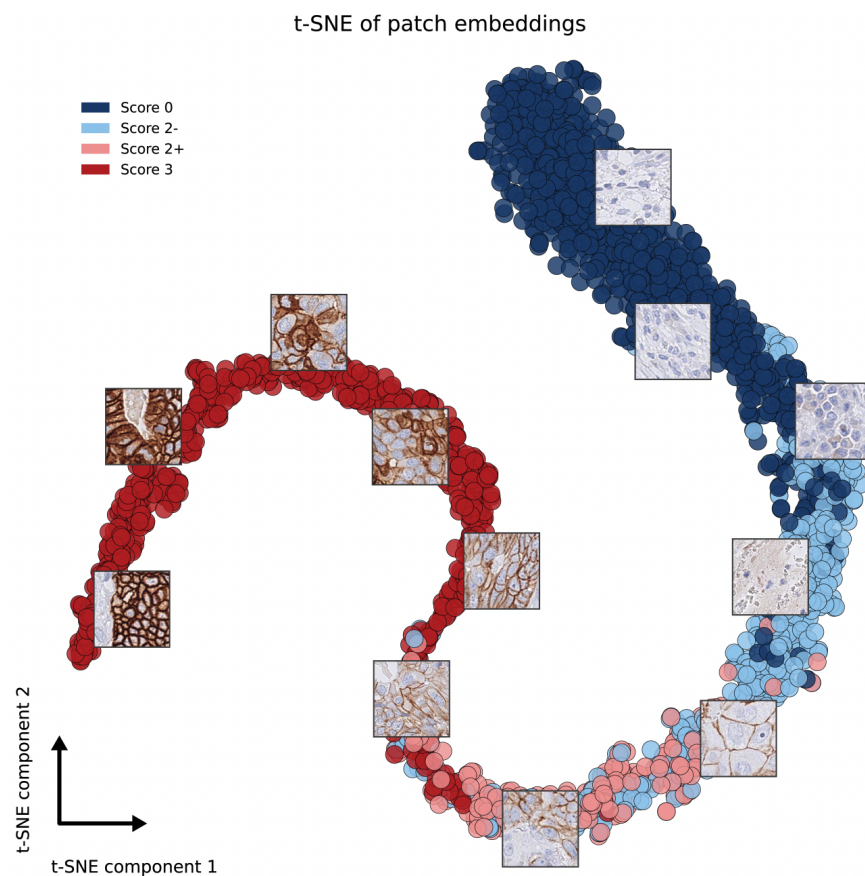 t-SNE of patch embeddings
Score 0
Score 2-
Score 2+
Score 3
t-SNE component 2
t-SNE component 1